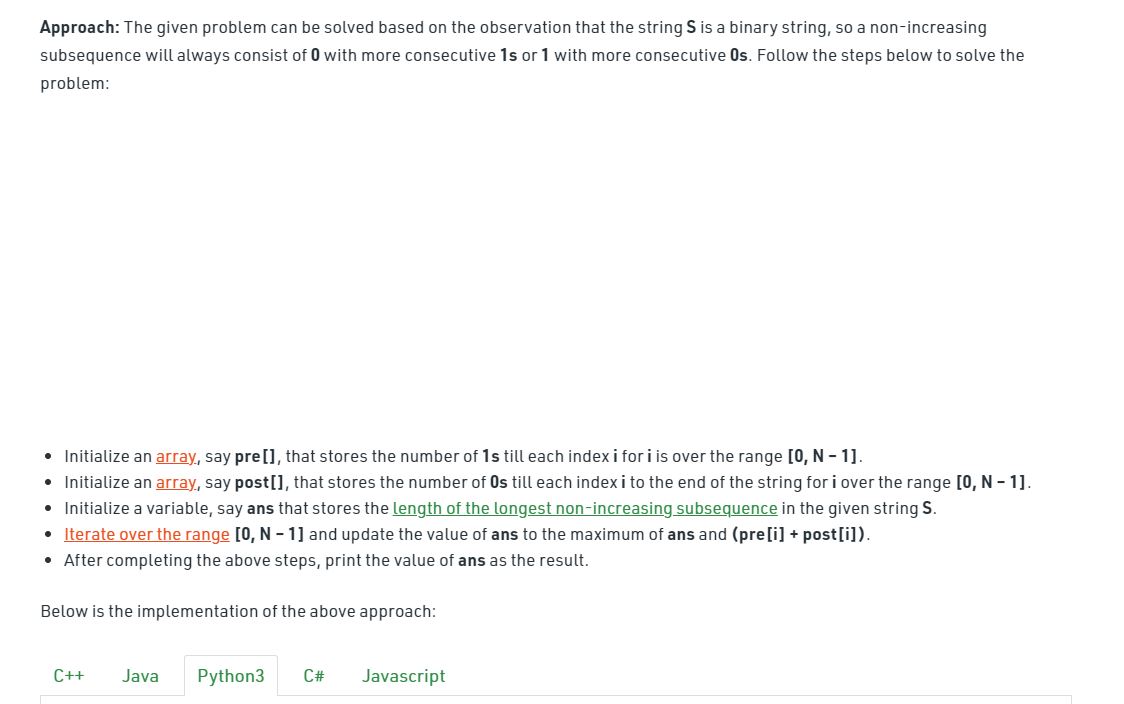 Approach: The given problem can be solved based on the observation that the string S is a binary string, so a non-increasing
subsequence will always consist of 0 with more consecutive 1s or 1 with more consecutive 0s. Follow the steps below to solve the
problem:
• Initialize an array, say pre[], that stores the number of 1s till each index i for i is over the range [0, N – 1].
• Initialize an array, say post[], that stores the number of 0s till each index i to the end of the string for i over the range [0, N – 1].
• Initialize a variable, say ans that stores the length of the longest non-increasing subsequence in the given string S.
• Iterate over the range [0, N – 1] and update the value of ans to the maximum of ans and (pre[i] + post[i]).
• After completing the above steps, print the value of ans as the result.
Below is the implementation of the above approach:
C++ Java Python3 C# Javascript